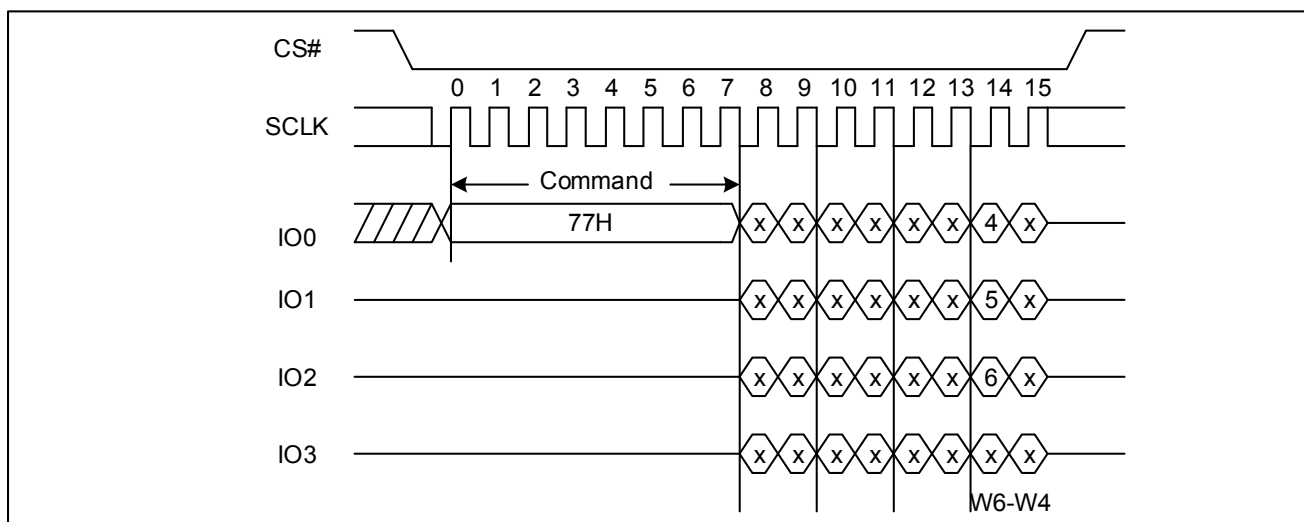 CS#
0 1 2 3 4 5 6 7 8 9 10 11 12 13 14 15
SCLK
Command
IO0 77H x x x x x x 4 x
IO1 x x x x x x 5 x
IO2 x x x x x x 6 x
IO3 x x x x x x x x
W6-W4